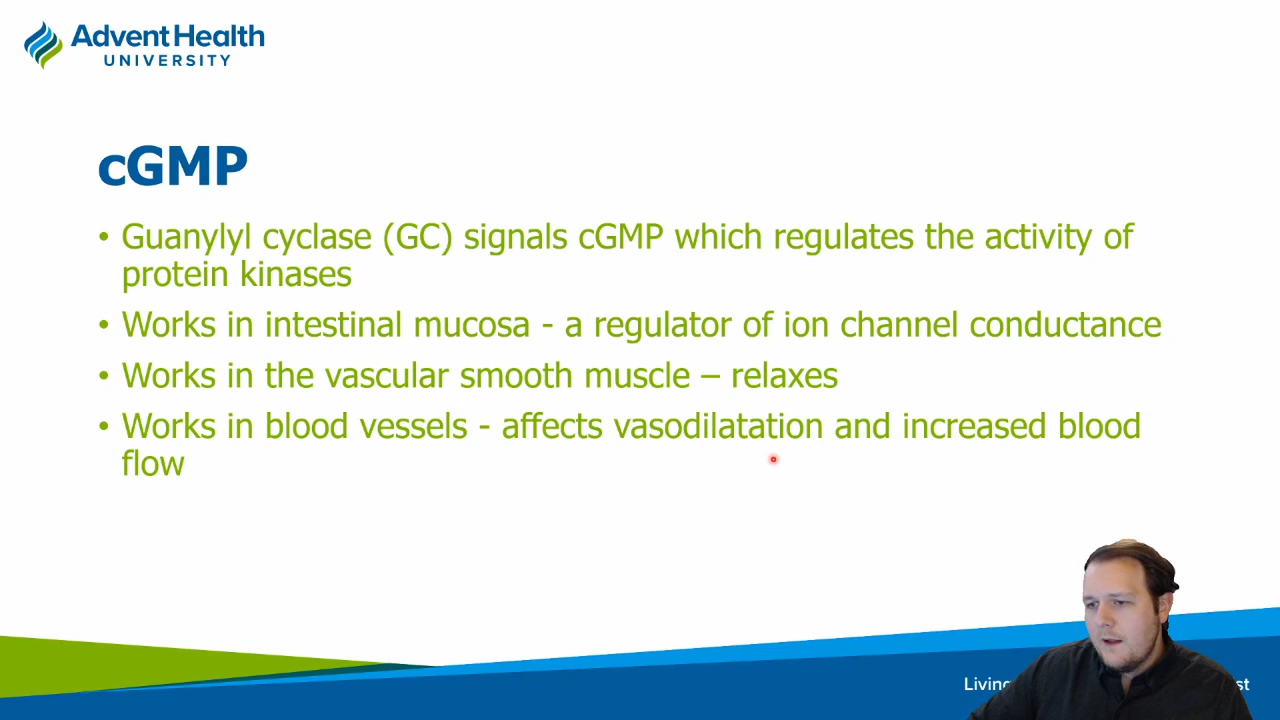 AdventHealth
UNIVERSITY
cGMP
• Guanylyl cyclase (GC) signals cGMP which regulates the activity of
protein kinases
• Works in intestinal mucosa - a regulator of ion channel conductance
• Works in the vascular smooth muscle – relaxes
• Works in blood vessels - affects vasodilatation and increased blood
flow